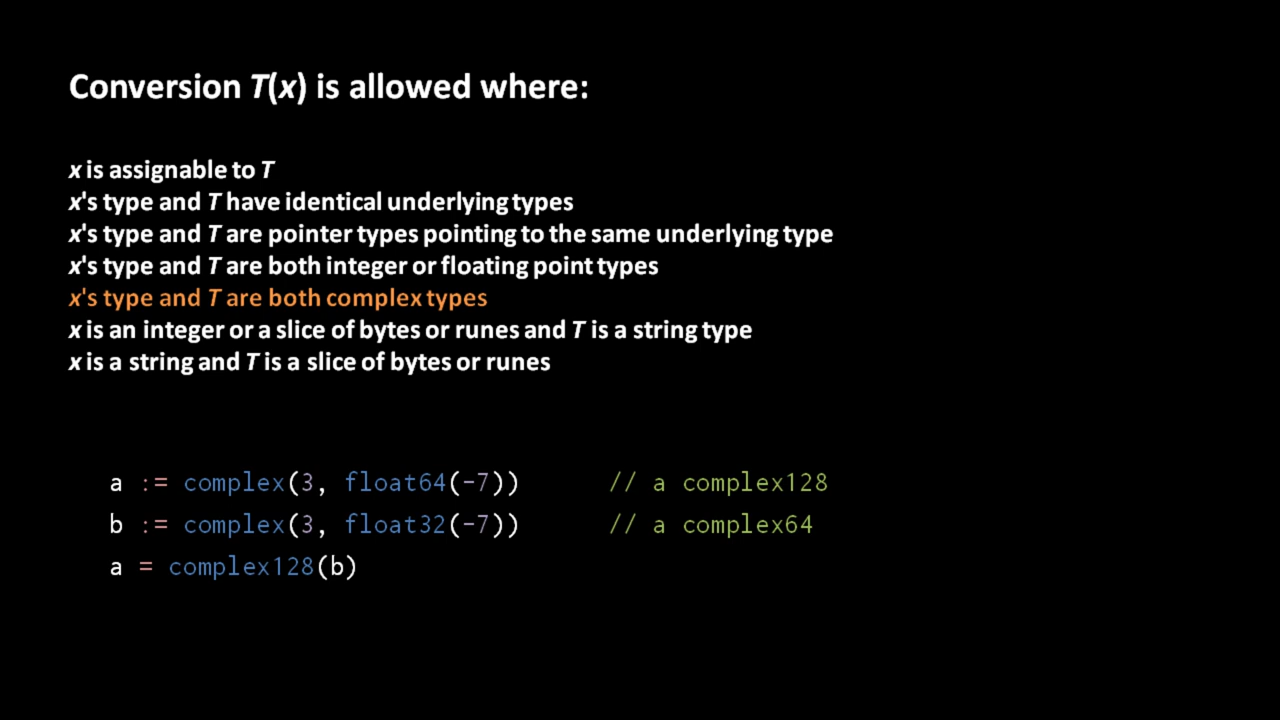 Conversion T(x) is allowed where:
x is assignable to T
x's type and T have identical underlying types
x's type and T are pointer types pointing to the same underlying type
x's type and T are both integer or floating point types
x's type and T are both complex types
x is an integer or a slice of bytes or runes and T is a string type
x is a string and T is a slice of bytes or runes
a := complex(3, float64(-7)) // a complex128
b := complex(3, float32(-7)) // a complex64
a = complex128(b)